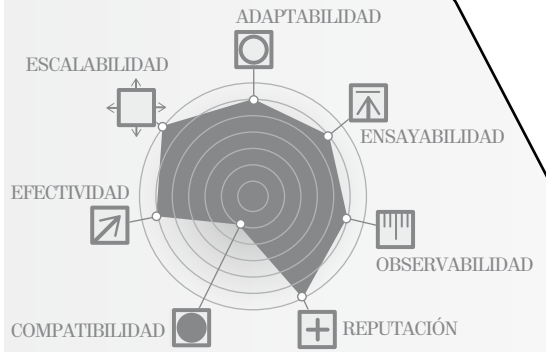 ADAPTABILIDAD
ESCALABILIDAD
ENSAYABILIDAD
EFECTIVIDAD
OBSERVABILIDAD
COMPATIBILIDAD
REPUTACIÓN